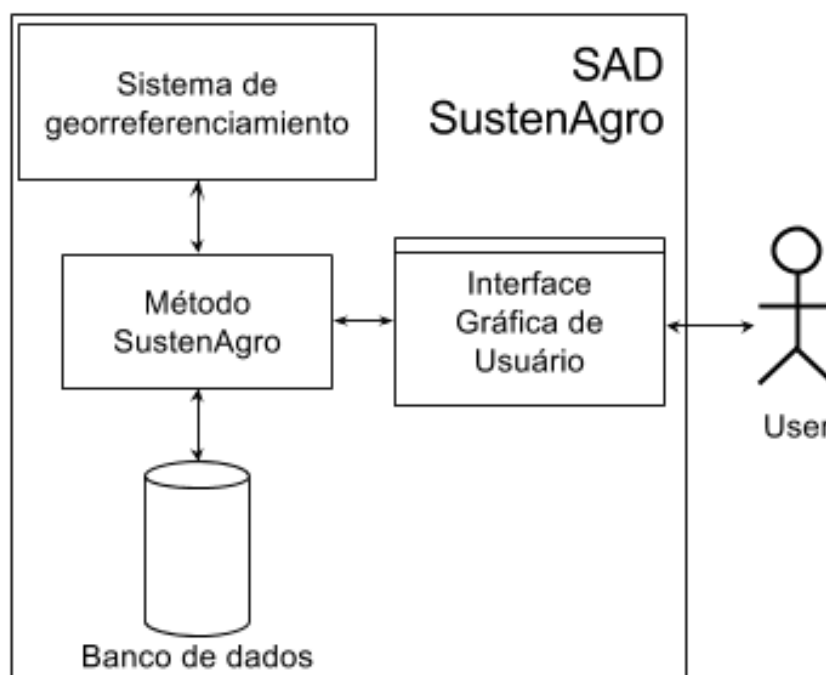 Sistema de
georreferenciamiento
SAD
SustenAgro
Método
SustenAgro
Interface
Gráfica de
Usuário
User
Banco de dados